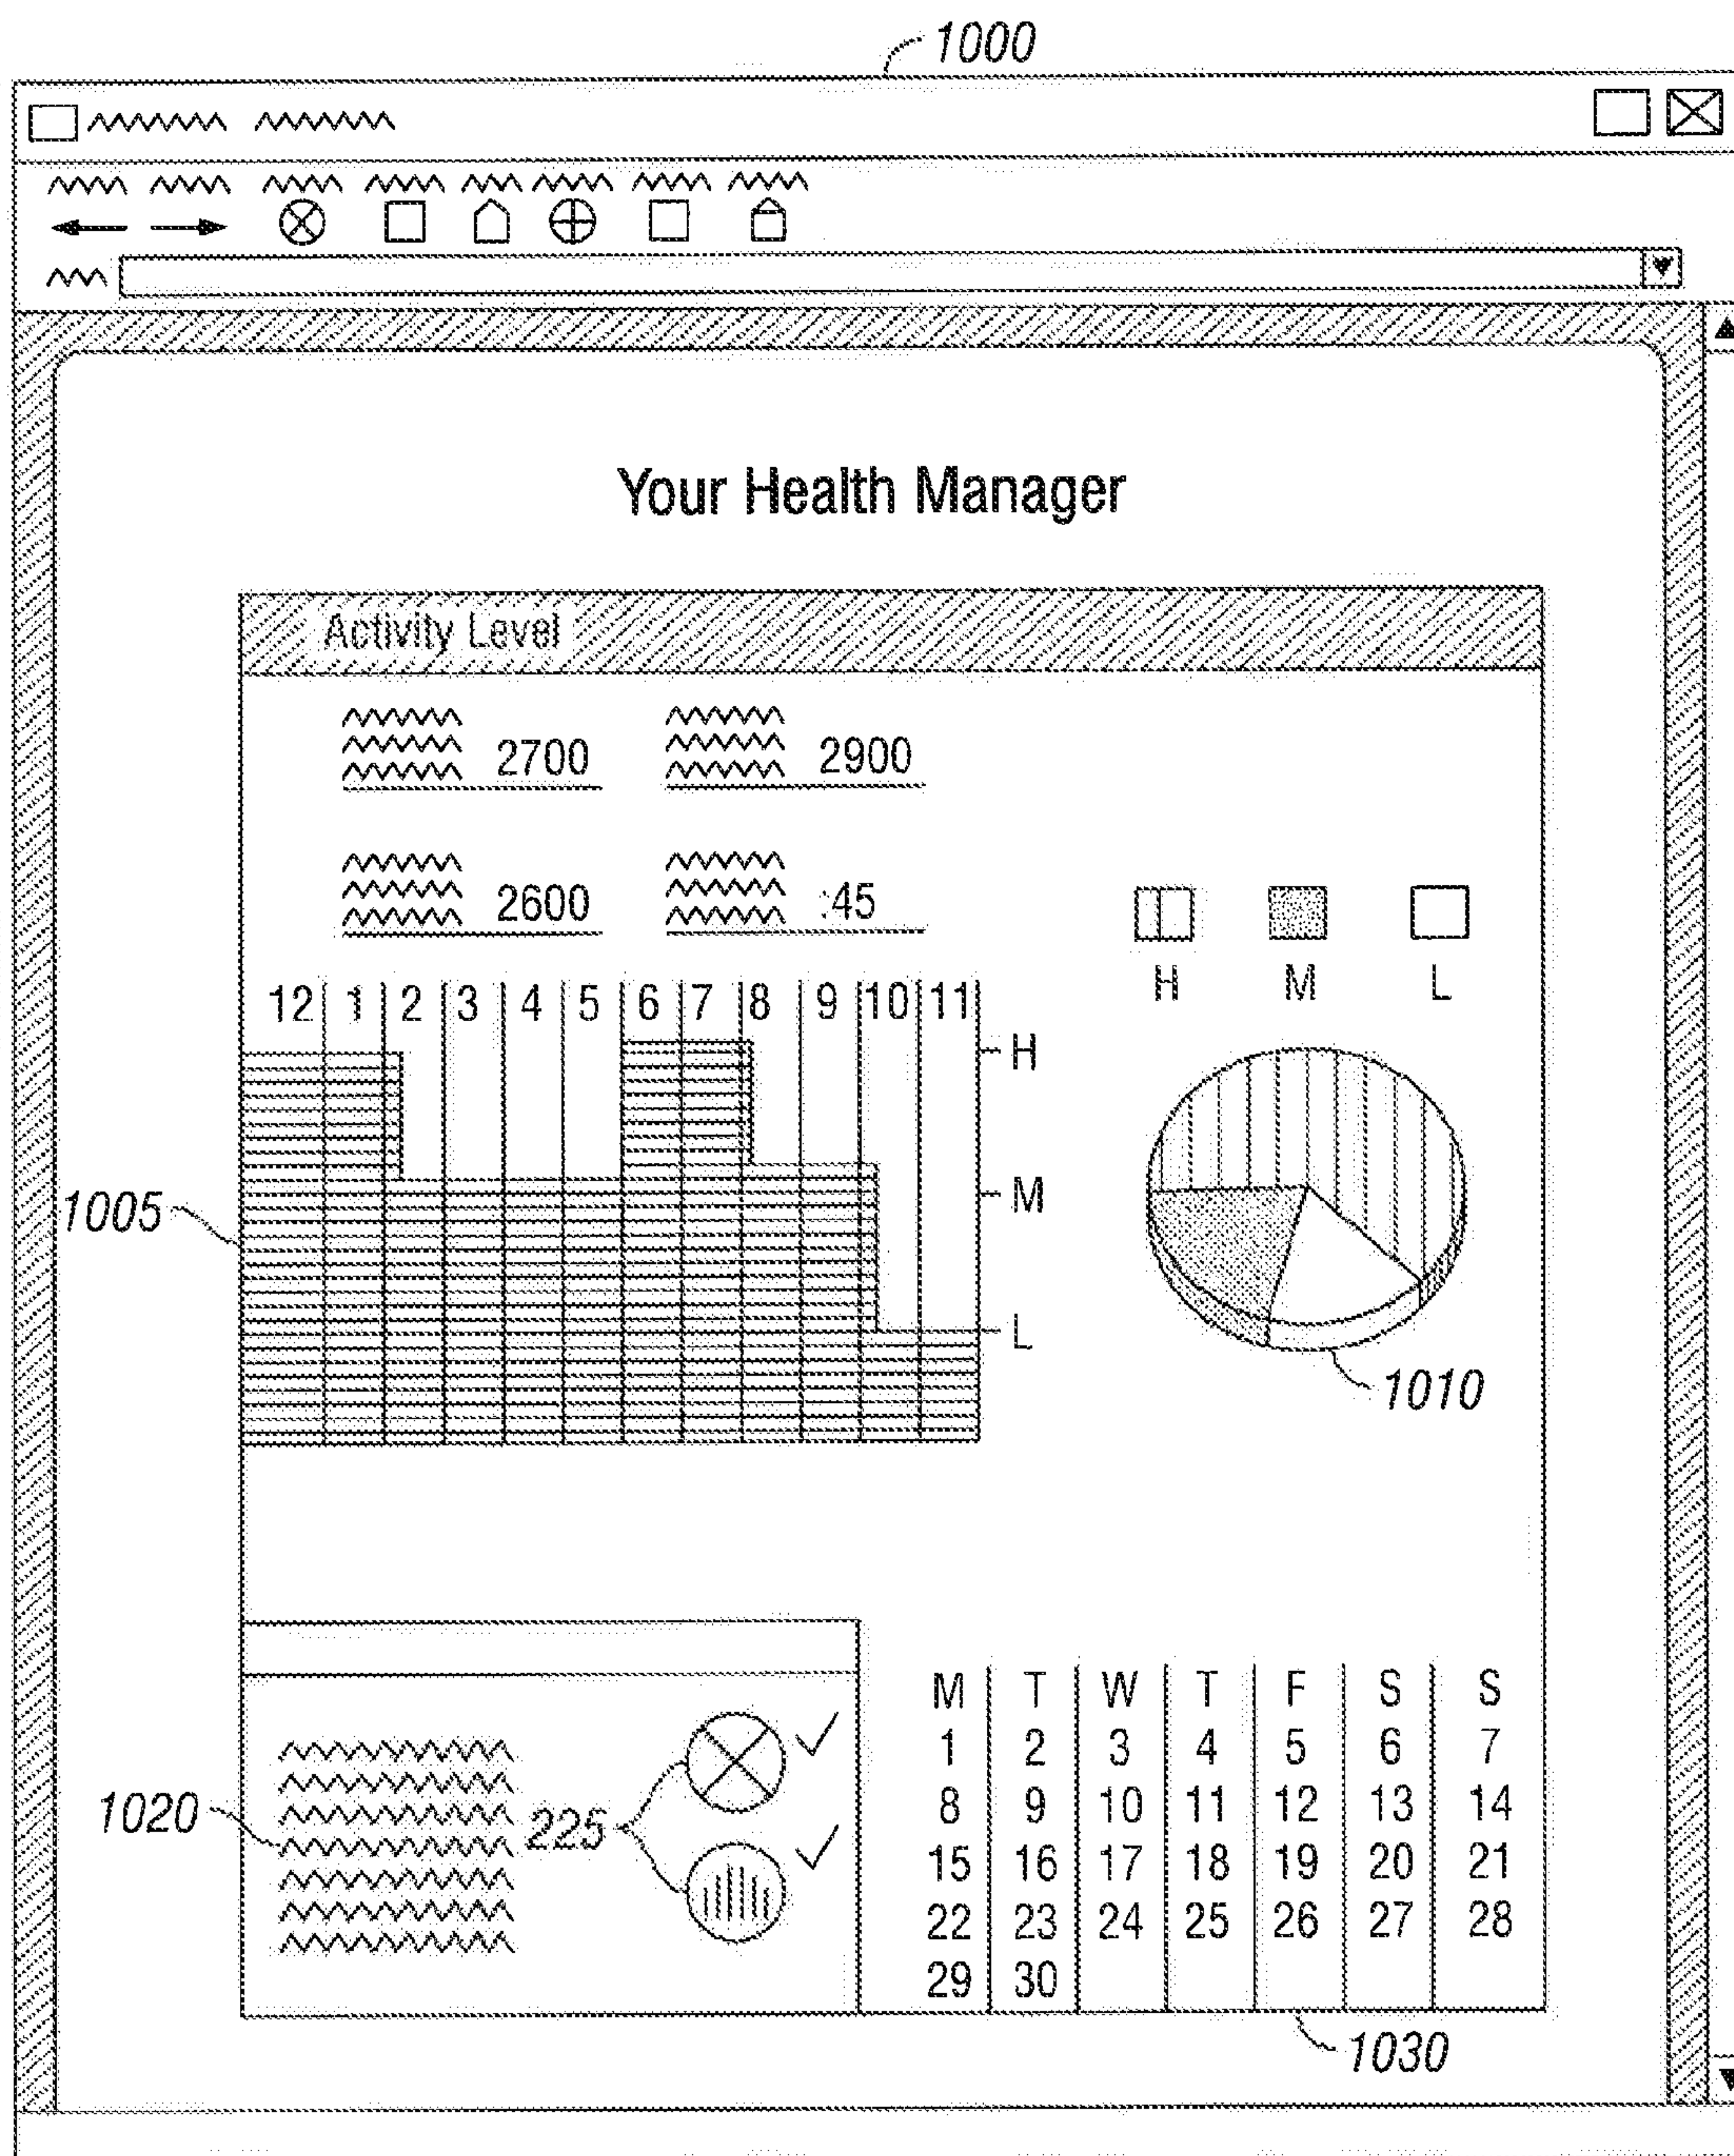 1000
Your Health Manager
Activity Level
2700 2900
2600 :45
H M L
12 1 2 3 4 5 6 7 8 9 10 11
H
M
L
1005
1010
M T W T F S S
1 2 3 4 5 6 7
8 9 10 11 12 13 14
15 16 17 18 19 20 21
22 23 24 25 26 27 28
29 30
1020
225
1030